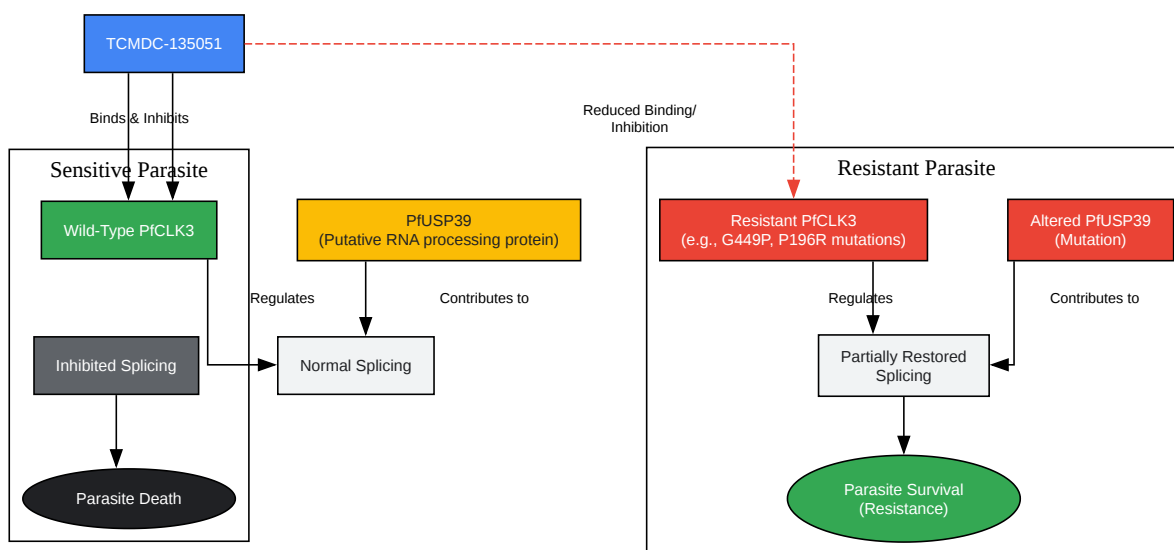 TCMDC-135051
Binds & Inhibits
Reduced Binding/
Inhibition
Sensitive Parasite
Resistant Parasite
Wild-Type PfCLK3
PfUSP39
(Putative RNA processing protein)
Resistant PfCLK3
(e.g., G449P, P196R mutations)
Altered PfUSP39
(Mutation)
Regulates
Contributes to
Regulates
Contributes to
Inhibited Splicing
Normal Splicing
Partially Restored
Splicing
Parasite Death
Parasite Survival
(Resistance)